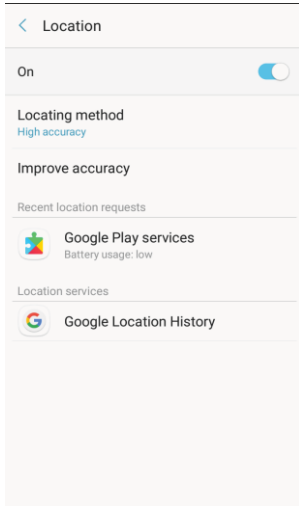 Location
On
Locating method
High accuracy
Improve accuracy
Recent location requests
Google Play services
Battery usage: low
Location services
Google Location History